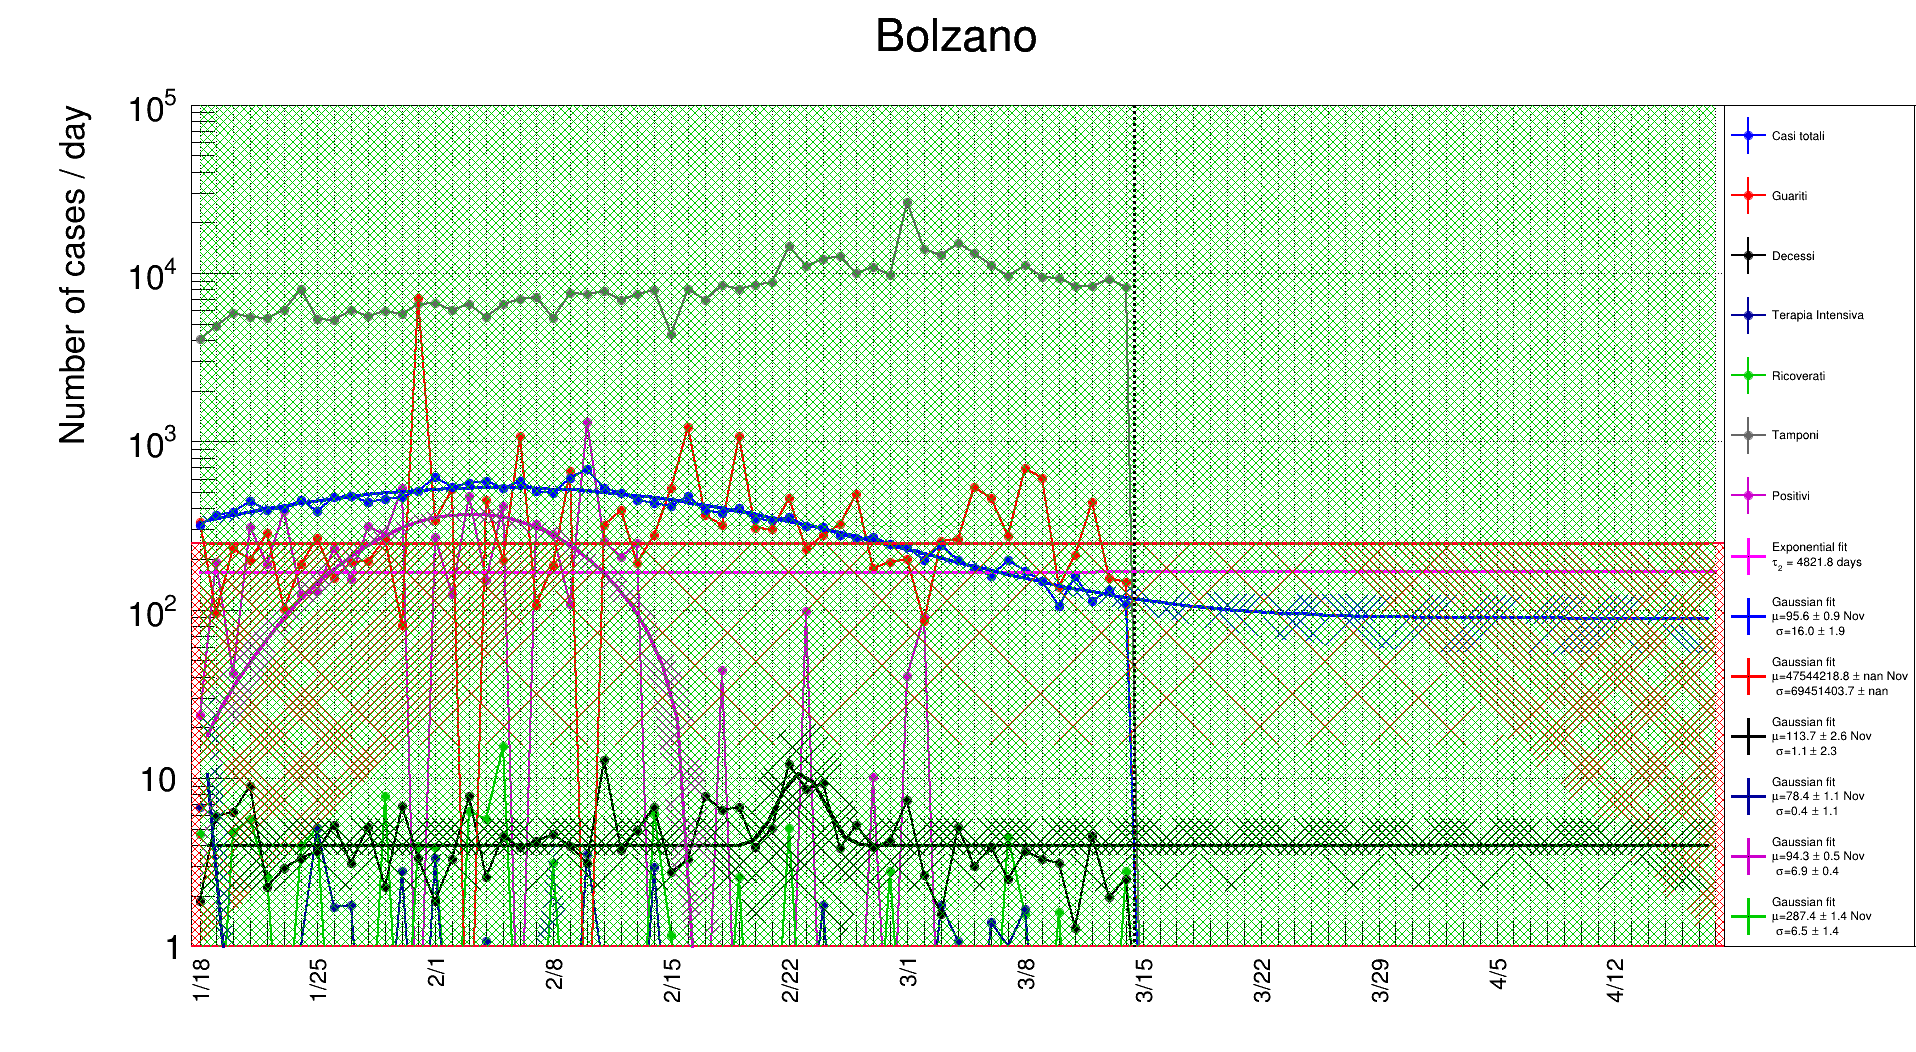 Bolzano
Number of cases / day
10^5
10^4
10^3
10^2
10
1
1/18
1/25
2/1
2/8
2/15
2/22
3/1
3/8
3/15
3/22
3/29
4/5
4/12
Casi totali
Guariti
Decessi
Terapia Intensiva
Ricoverati
Tamponi
Positivi
Exponential fit
τ_2 = 4821.8 days
Gaussian fit
μ=95.6 ± 0.9 Nov
σ=16.0 ± 1.9
Gaussian fit
μ=47544218.8 ± nan Nov
σ=69451403.7 ± nan
Gaussian fit
μ=113.7 ± 2.6 Nov
σ=1.1 ± 2.3
Gaussian fit
μ=78.4 ± 1.1 Nov
σ=0.4 ± 1.1
Gaussian fit
μ=94.3 ± 0.5 Nov
σ=6.9 ± 0.4
Gaussian fit
μ=287.4 ± 1.4 Nov
σ=6.5 ± 1.4